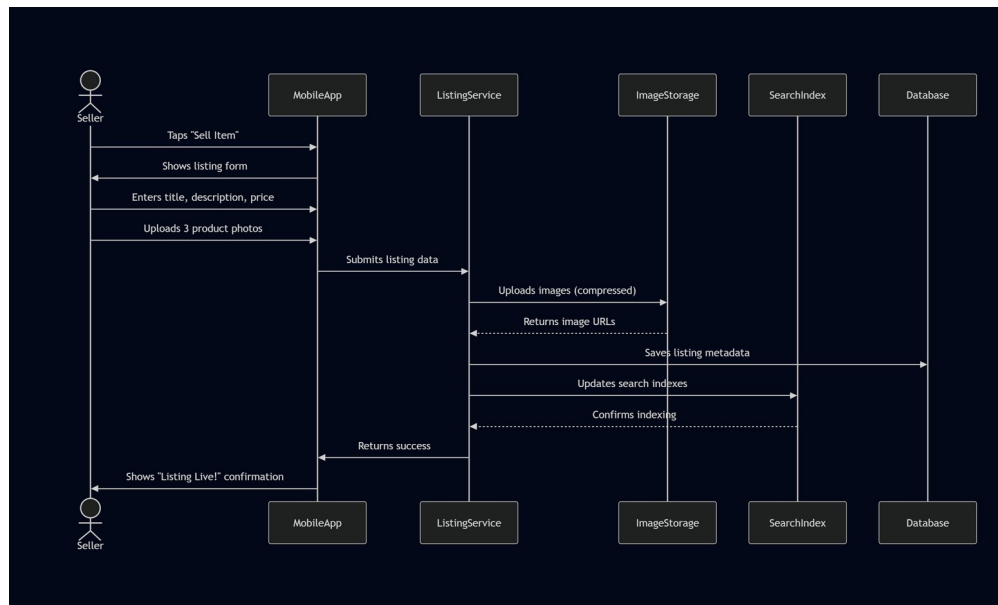 MobileApp
ListingService
ImageStorage
SearchIndex
Database
Seller
Taps "Sell Item"
Shows listing form
Enters title, description, price
Uploads 3 product photos
Submits listing data
Uploads images (compressed)
Returns image URLs
Saves listing metadata
Updates search indexes
Confirms indexing
Returns success
Shows "Listing Live!" confirmation
MobileApp
ListingService
ImageStorage
SearchIndex
Database
Seller